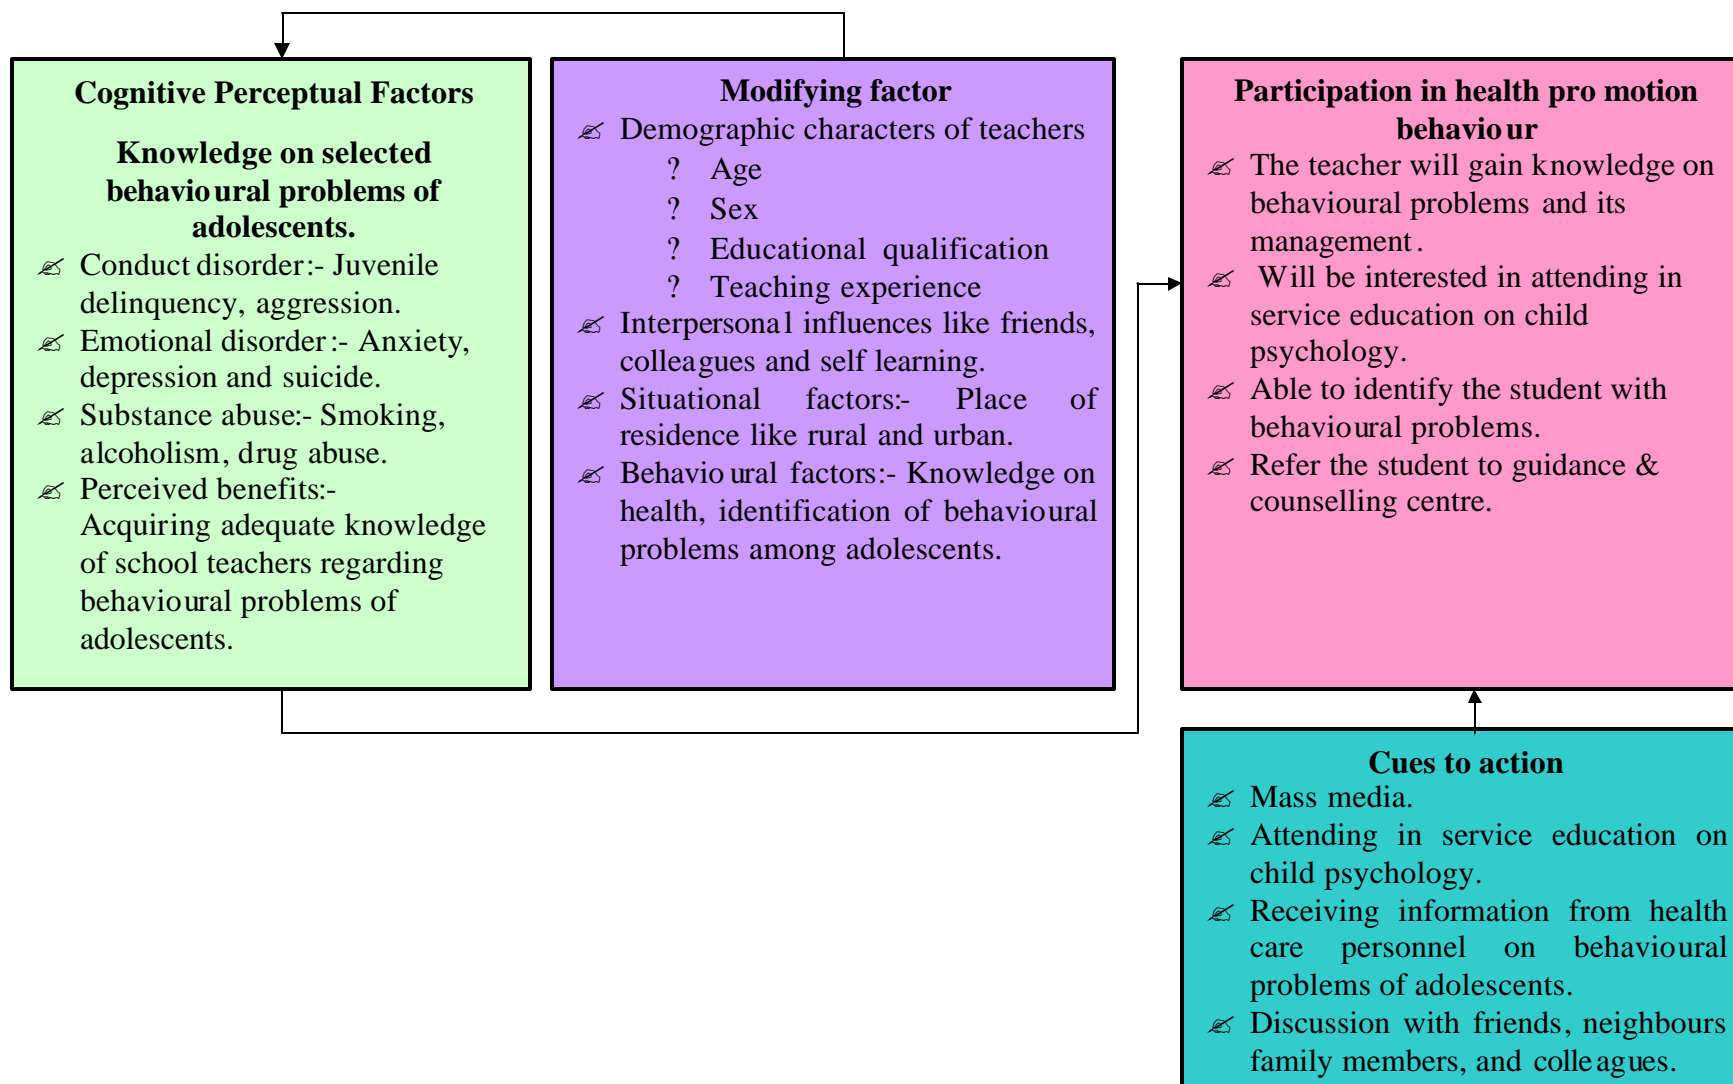 Cognitive Perceptual Factors
Knowledge on selected
behavioural problems of
adolescents.
✍ Conduct disorder:- Juvenile
delinquency, aggression.
✍ Emotional disorder:- Anxiety,
depression and suicide.
✍ Substance abuse:- Smoking,
alcoholism, drug abuse.
✍ Perceived benefits:-
Acquiring adequate knowledge
of school teachers regarding
behavioural problems of
adolescents.
Modifying factor
✍ Demographic characters of teachers
? Age
? Sex
? Educational qualification
? Teaching experience
✍ Interpersonal influences like friends,
colleagues and self learning.
✍ Situational factors:- Place of
residence like rural and urban.
✍ Behavioural factors:- Knowledge on
health, identification of behavioural
problems among adolescents.
Participation in health pro motion
behaviour
✍ The teacher will gain knowledge on
behavioural problems and its
management.
✍ Will be interested in attending in
service education on child
psychology.
✍ Able to identify the student with
behavioural problems.
✍ Refer the student to guidance &
counselling centre.
Cues to action
✍ Mass media.
✍ Attending in service education on
child psychology.
✍ Receiving information from health
care personnel on behavioural
problems of adolescents.
✍ Discussion with friends, neighbours
family members, and colleagues.